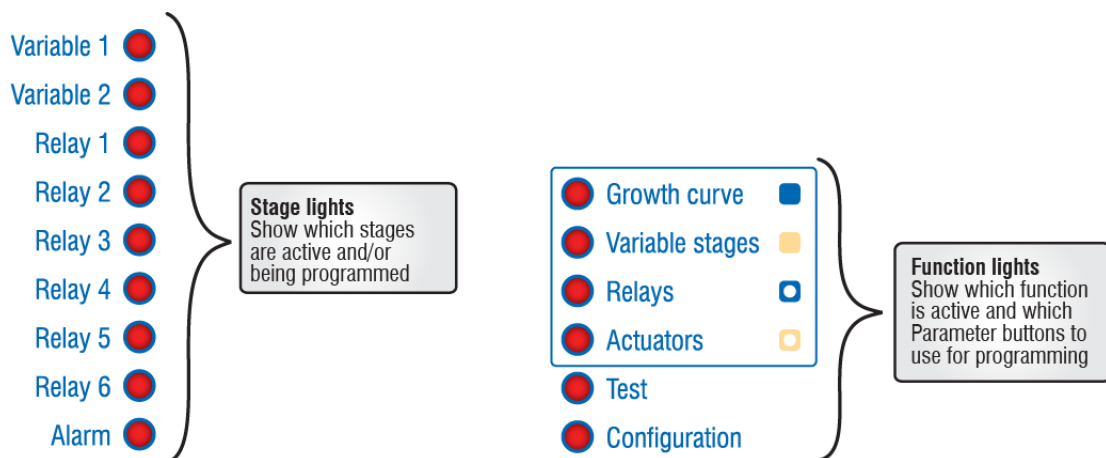 Variable 1
Variable 2
Relay 1
Relay 2
Relay 3
Relay 4
Relay 5
Relay 6
Alarm
Stage lights
Show which stages
are active and/or
being programmed
Growth curve
Variable stages
Relays
Actuators
Test
Configuration
Function lights
Show which function
is active and which
Parameter buttons to
use for programming